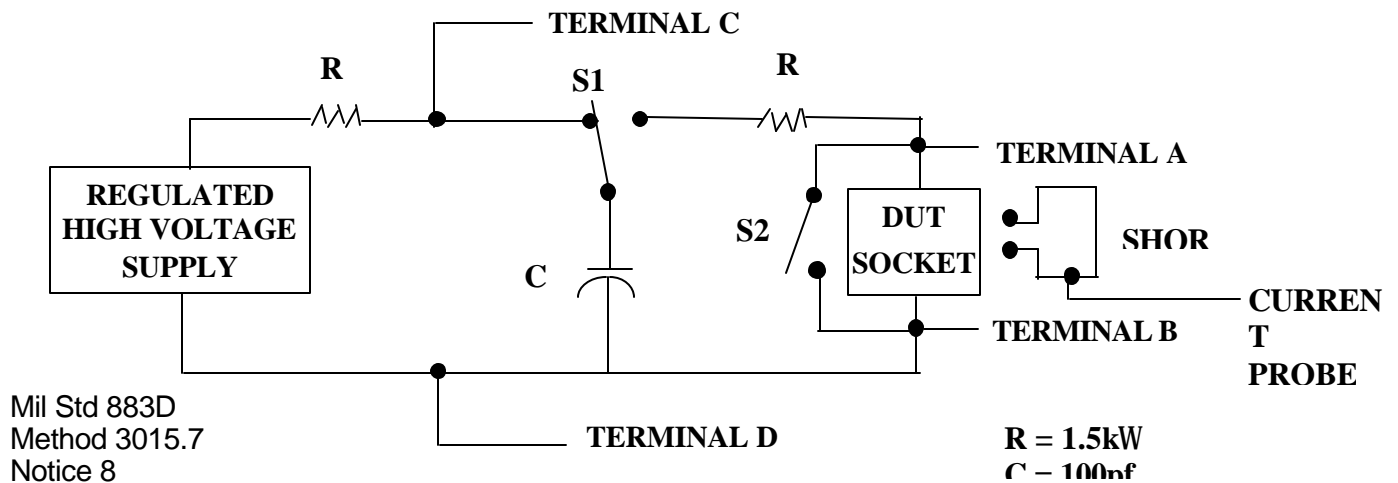 TERMINAL C
R
R
S1
TERMINAL A
REGULATED
HIGH VOLTAGE
SUPPLY
DUT
SOCKET
S2
SHOR
C
CURREN
T
PROBE
TERMINAL B
Mil Std 883D
Method 3015.7
Notice 8
TERMINAL D
R = 1.5kW
C = 100pf